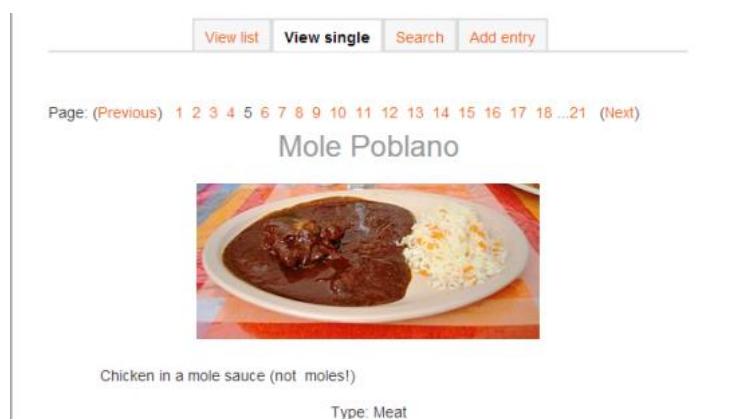 View list View single Search Add entry
Page: (Previous) 1 2 3 4 5 6 7 8 9 10 11 12 13 14 15 16 17 18 ...21 (Next)
Mole Poblano
Chicken in a mole sauce (not moles!)
Type: Meat